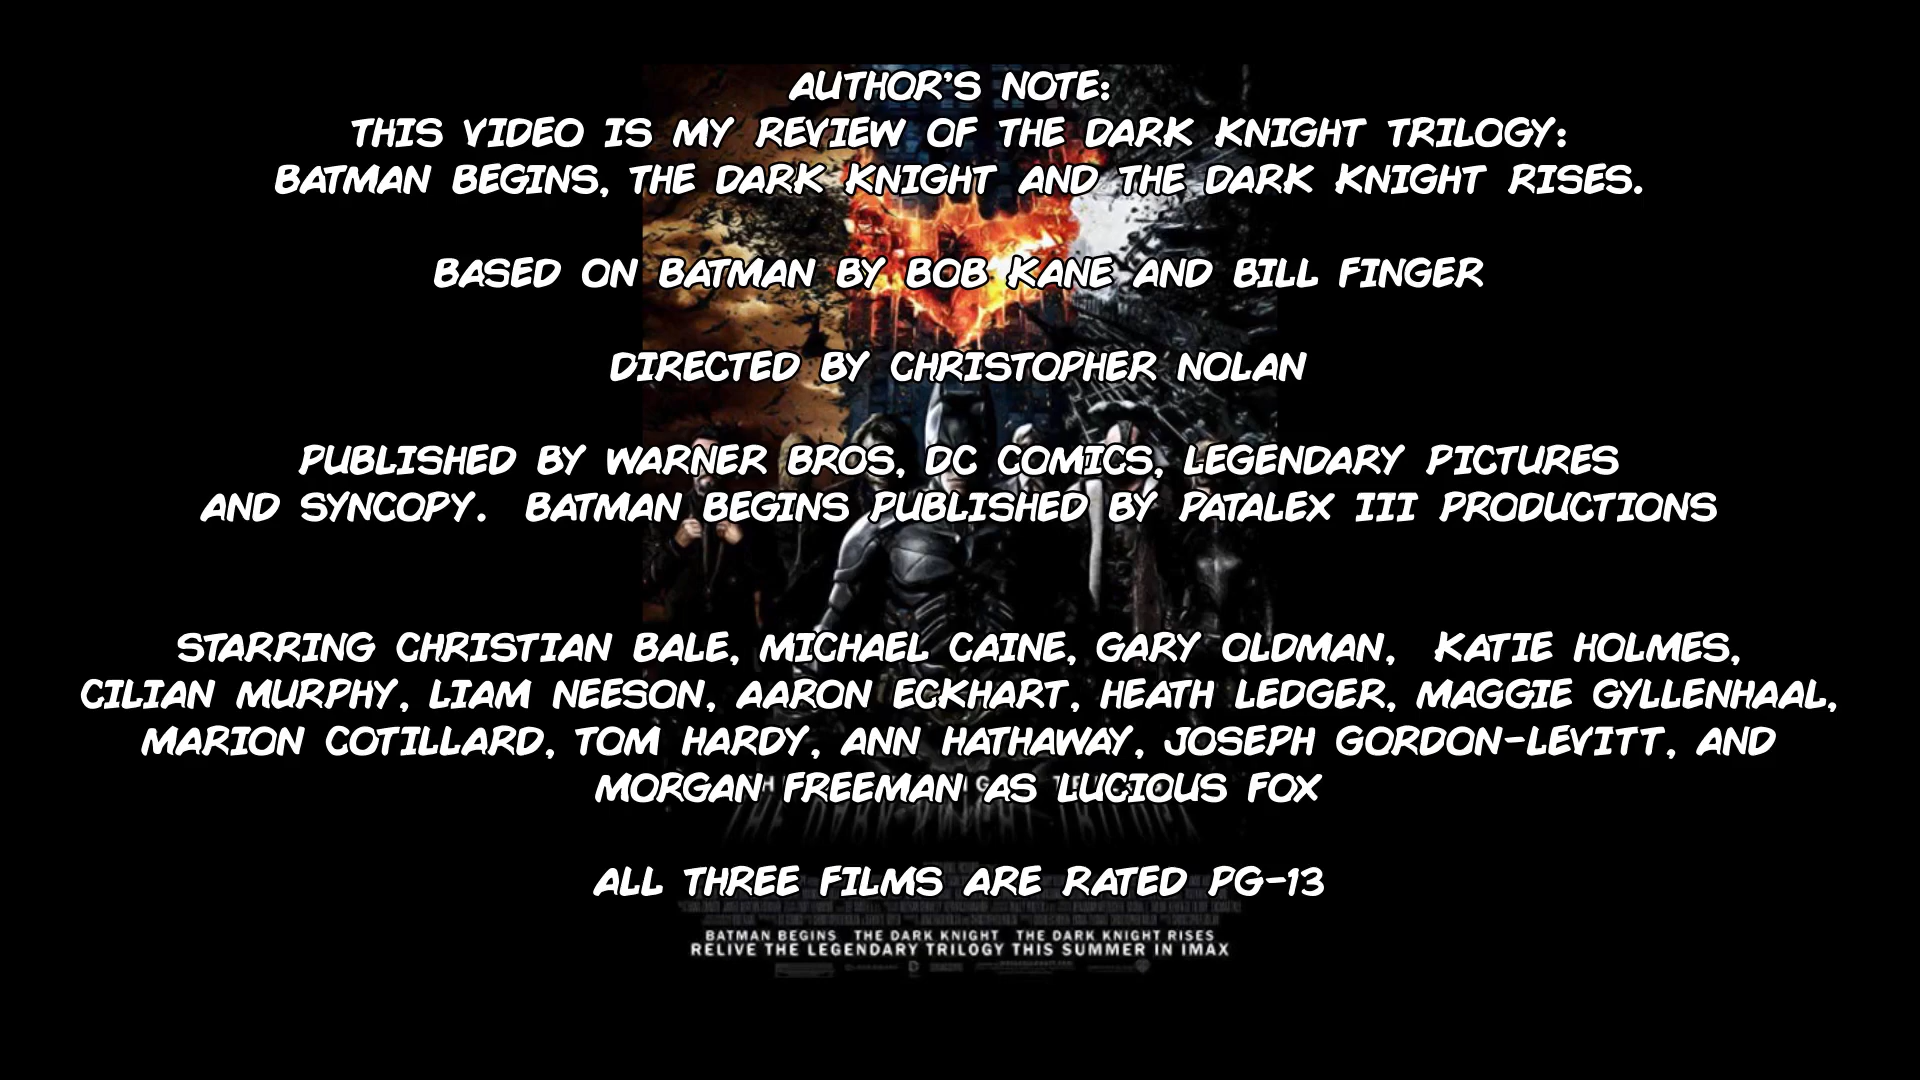 AUTHOR'S NOTE:
THIS VIDEO IS MY REVIEW OF THE DARK KNIGHT TRILOGY:
BATMAN BEGINS, THE DARK KNIGHT AND THE DARK KNIGHT RISES.
BASED ON BATMAN BY BOB KANE AND BILL FINGER
DIRECTED BY CHRISTOPHER NOLAN
PUBLISHED BY WARNER BROS, DC COMICS, LEGENDARY PICTURES
AND SYNCOPY. BATMAN BEGINS PUBLISHED BY PATALEX III PRODUCTIONS
STARRING CHRISTIAN BALE, MICHAEL CAINE, GARY OLDMAN, KATIE HOLMES,
CILIAN MURPHY, LIAM NEESON, AARON ECKHART, HEATH LEDGER, MAGGIE GYLLENHAAL,
MARION COTILLARD, TOM HARDY, ANN HATHAWAY, JOSEPH GORDON-LEVITT, AND
MORGAN FREEMAN AS LUCIOUS FOX
ALL THREE FILMS ARE RATED PG-13
BATMAN BEGINS THE DARK KNIGHT THE DARK KNIGHT RISES
RELIVE THE LEGENDARY TRILOGY THIS SUMMER IN IMAX